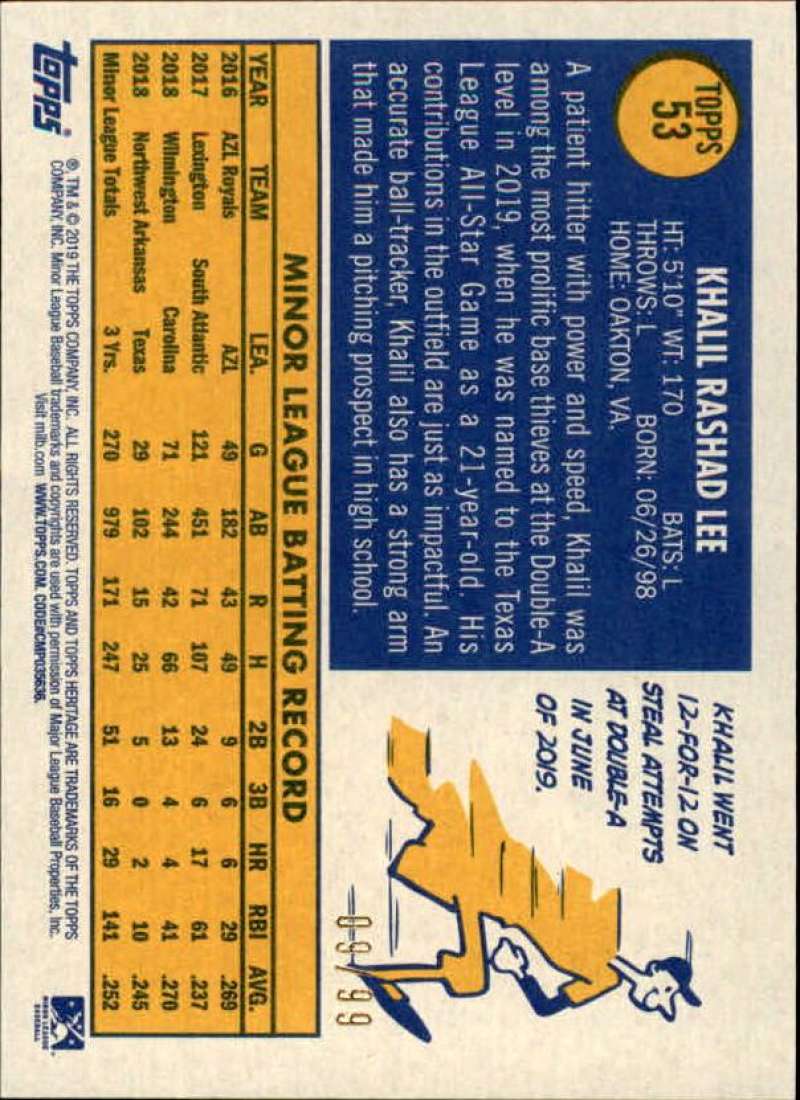 TOPPS
53
KHALIL RASHAD LEE
HT: 5'10" WT: 170 BATS: L
THROWS: L BORN: 06/26/98
HOME: OAKTON, VA.
A patient hitter with power and speed, Khalil was
among the most prolific base thieves at the Double-A
level in 2019, when he was named to the Texas
League All-Star Game as a 21-year-old. His
contributions in the outfield are just as impactful. An
accurate ball-tracker, Khalil also has a strong arm
that made him a pitching prospect in high school.
KHALIL WENT
12-FOR-12 ON
STEAL ATTEMPTS
AT DOUBLE-A
IN JUNE
OF 2019.
09/99
MINOR LEAGUE BATTING RECORD
YEAR TEAM LEA. G AB R H 2B 3B HR RBI AVG.
2016 AZL Royals AZL 49 182 43 49 9 6 6 29 .269
2017 Lexington South Atlantic 121 451 71 107 24 6 17 61 .237
2018 Wilmington Carolina 71 244 42 66 13 4 4 41 .270
2018 Northwest Arkansas Texas 29 102 15 25 5 0 2 10 .245
Minor League Totals 3 Yrs. 270 979 171 247 51 16 29 141 .252
topps®
® TM & © 2019 THE TOPPS COMPANY, INC. ALL RIGHTS RESERVED. TOPPS AND TOPPS HERITAGE ARE TRADEMARKS OF THE TOPPS
COMPANY, INC. Minor League Baseball trademarks and copyrights are used with permission of Major League Baseball Properties, Inc.
Visit milb.com WWW.TOPPS.COM. CODE#CMP035636.
MINOR LEAGUE
BASEBALL